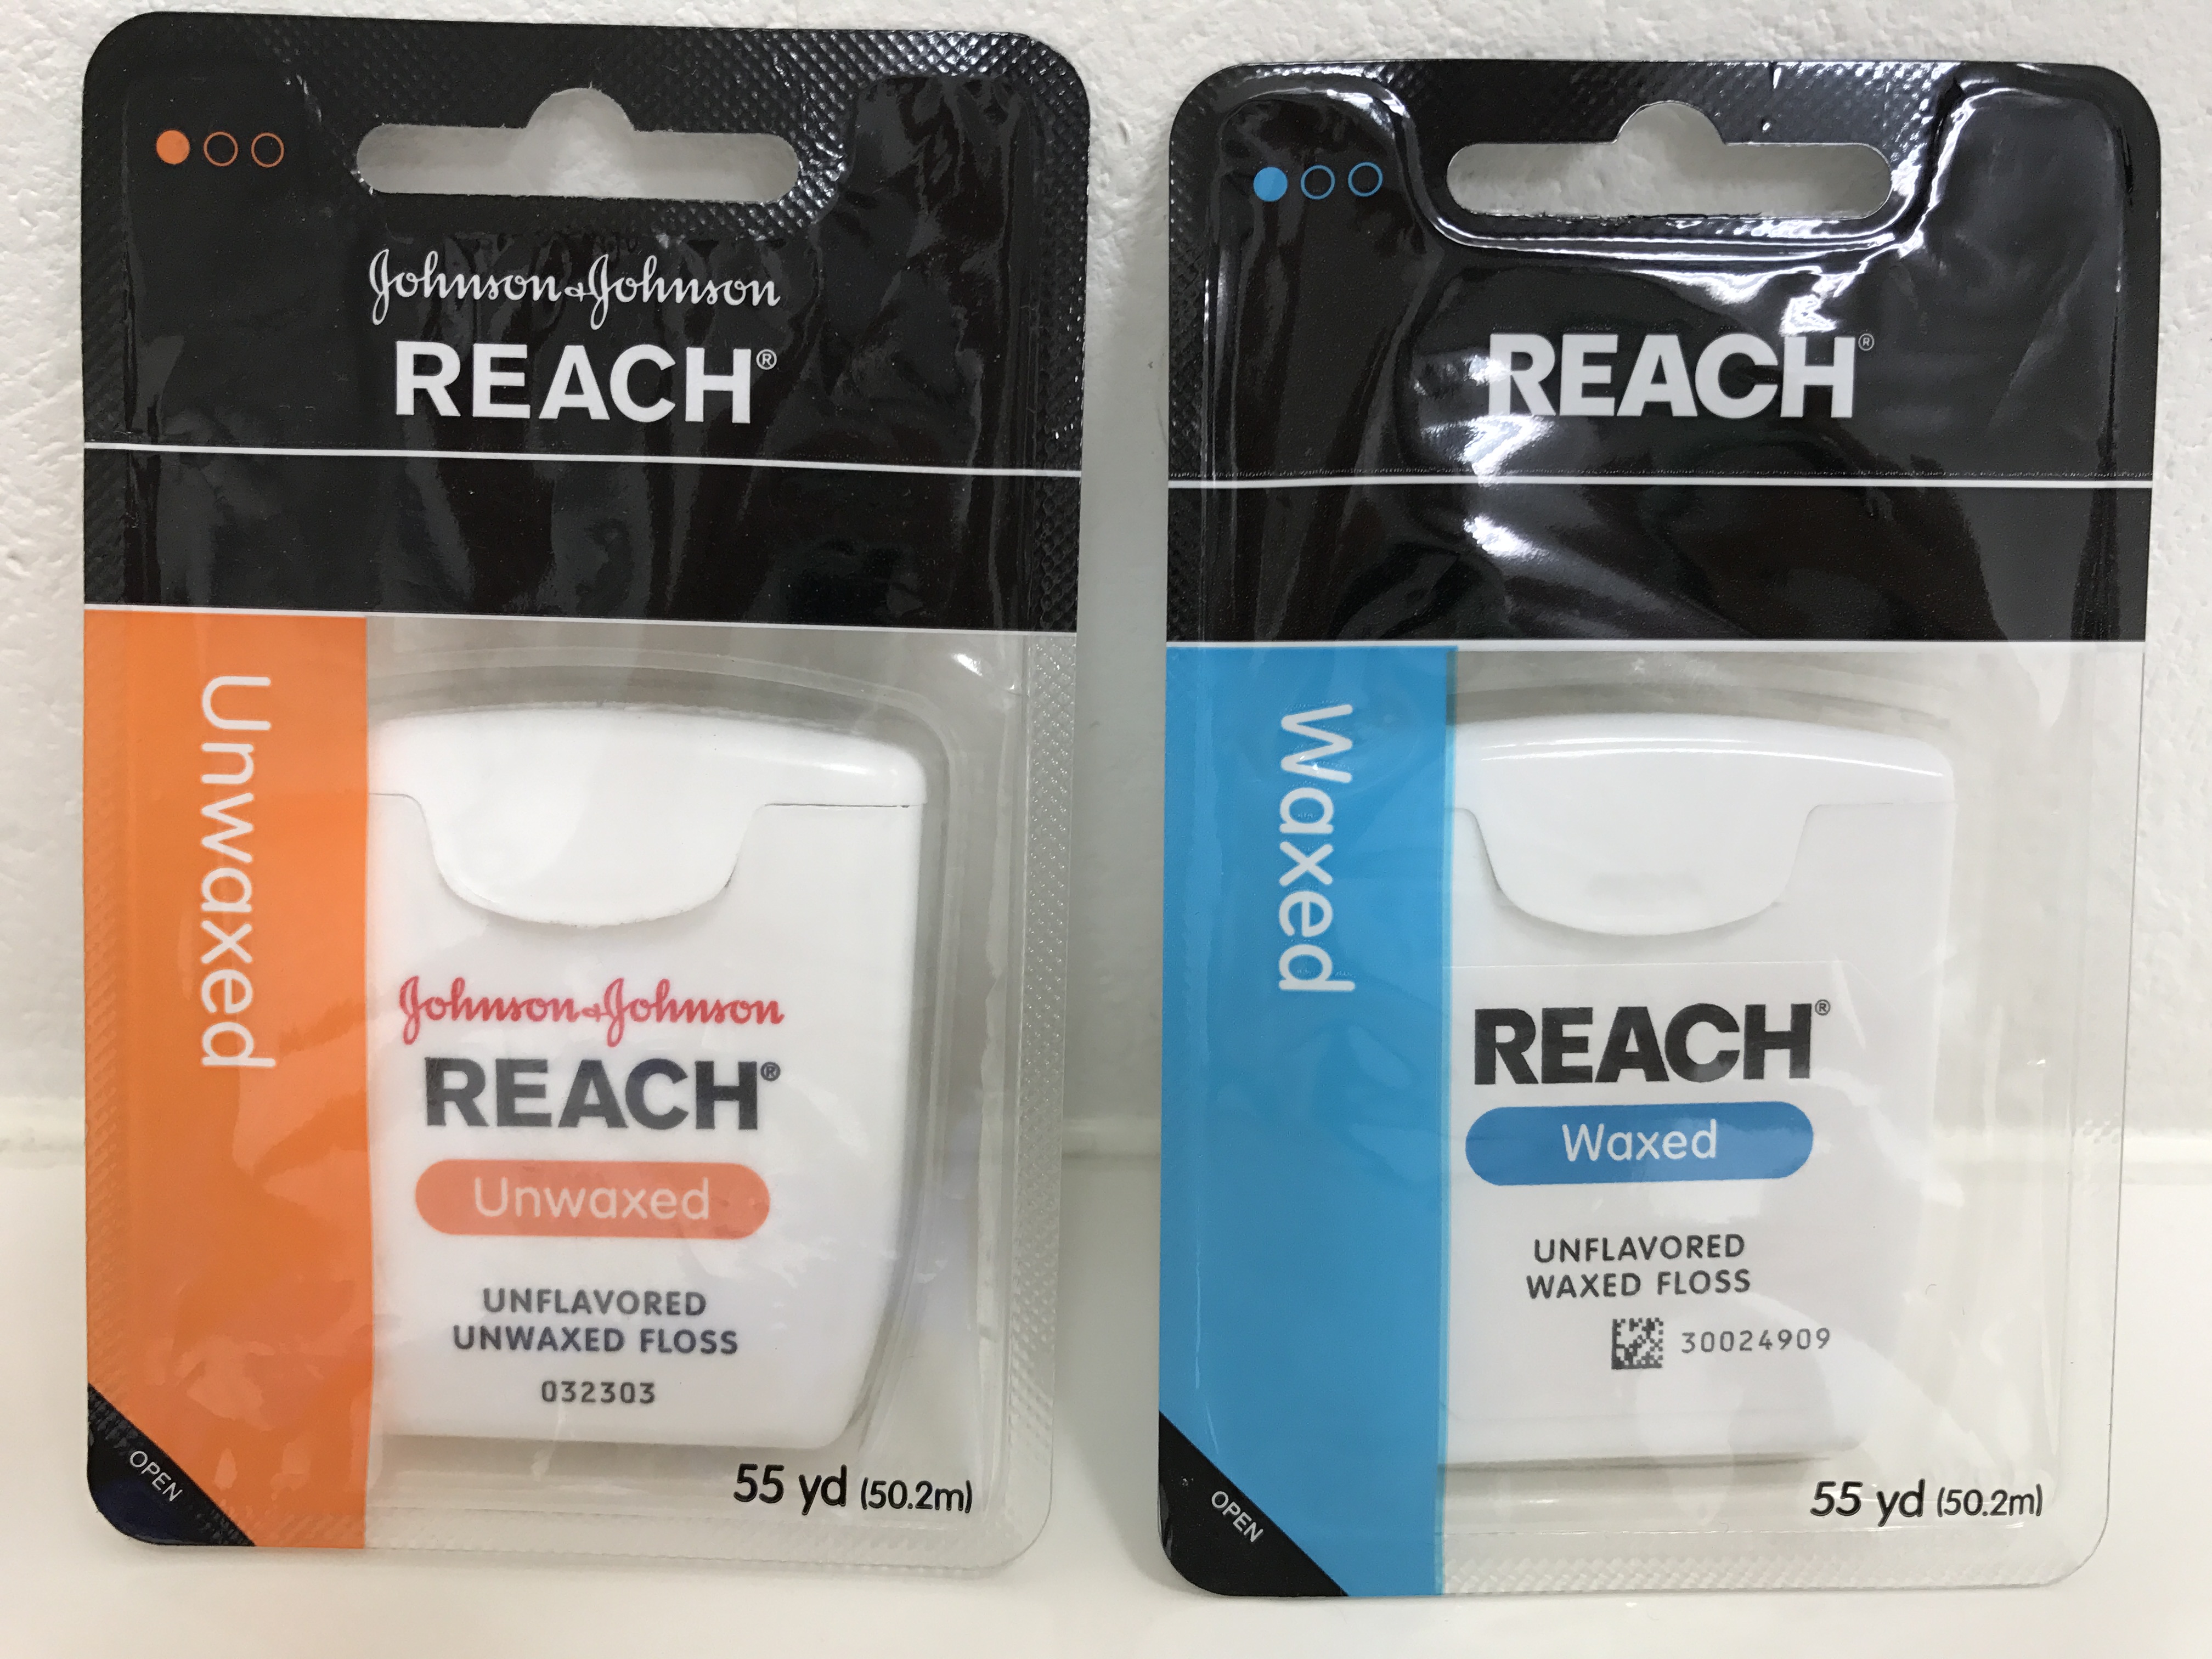 Johnson & Johnson
REACH®
Unwaxed
Johnson & Johnson
REACH®
Unwaxed
UNFLAVORED
UNWAXED FLOSS
032303
OPEN
55 yd (50.2m)
REACH®
Waxed
REACH®
Waxed
UNFLAVORED
WAXED FLOSS
30024909
OPEN
55 yd (50.2m)